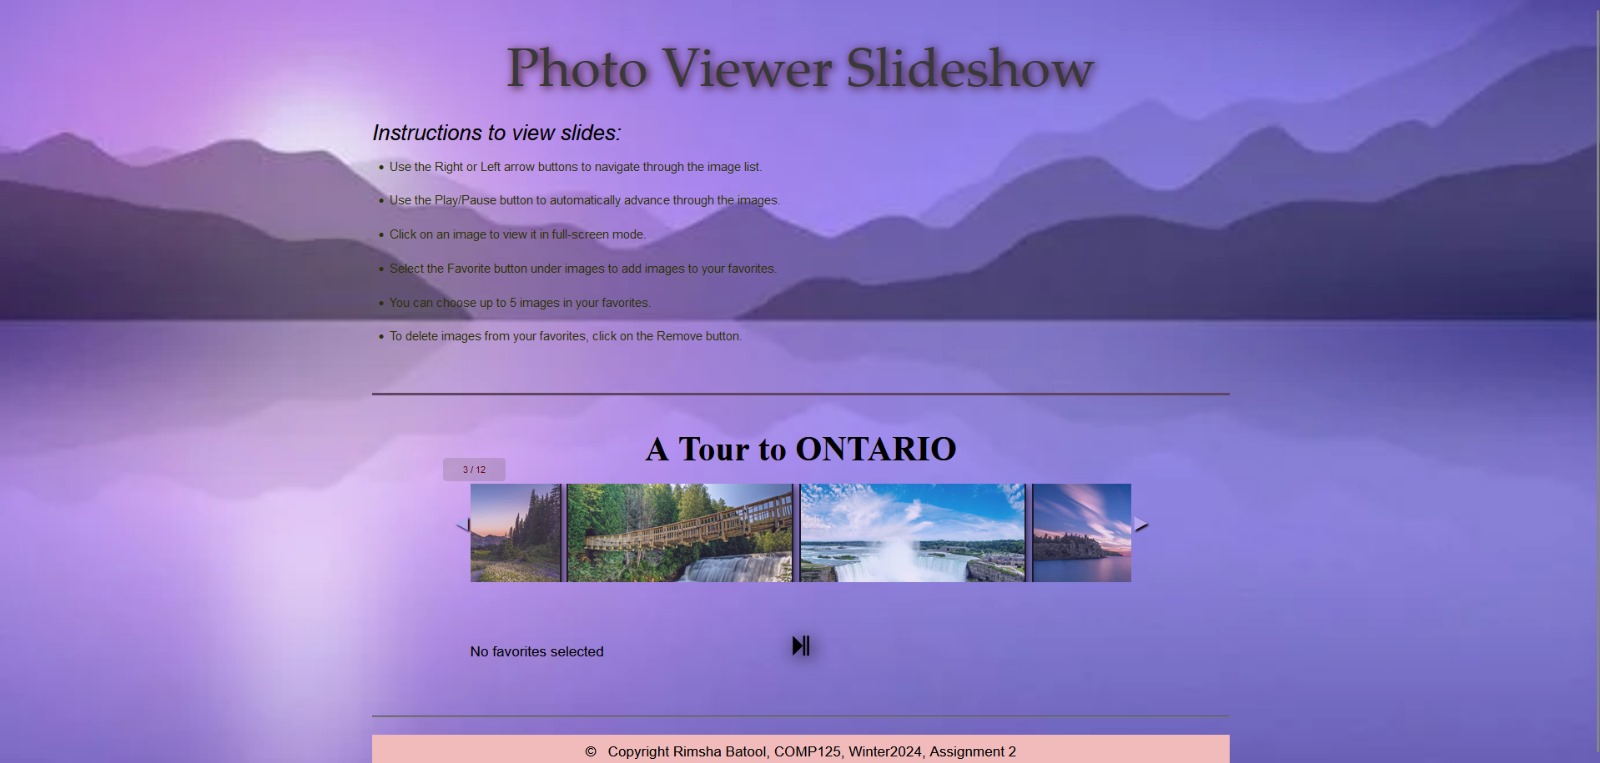 Photo Viewer Slideshow
Instructions to view slides:
Use the Right or Left arrow buttons to navigate through the image list.
Use the Play/Pause button to automatically advance through the images.
Click on an image to view it in full-screen mode.
Select the Favorite button under images to add images to your favorites.
You can choose up to 5 images in your favorites.
To delete images from your favorites, click on the Remove button.
A Tour to ONTARIO
3 / 12
No favorites selected
© Copyright Rimsha Batool, COMP125, Winter2024, Assignment 2